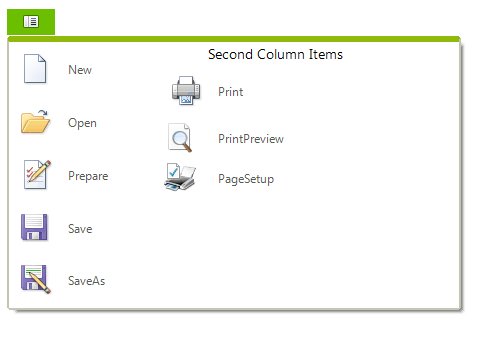 New
Open
Prepare
Save
SaveAs
Second Column Items
Print
PrintPreview
PageSetup